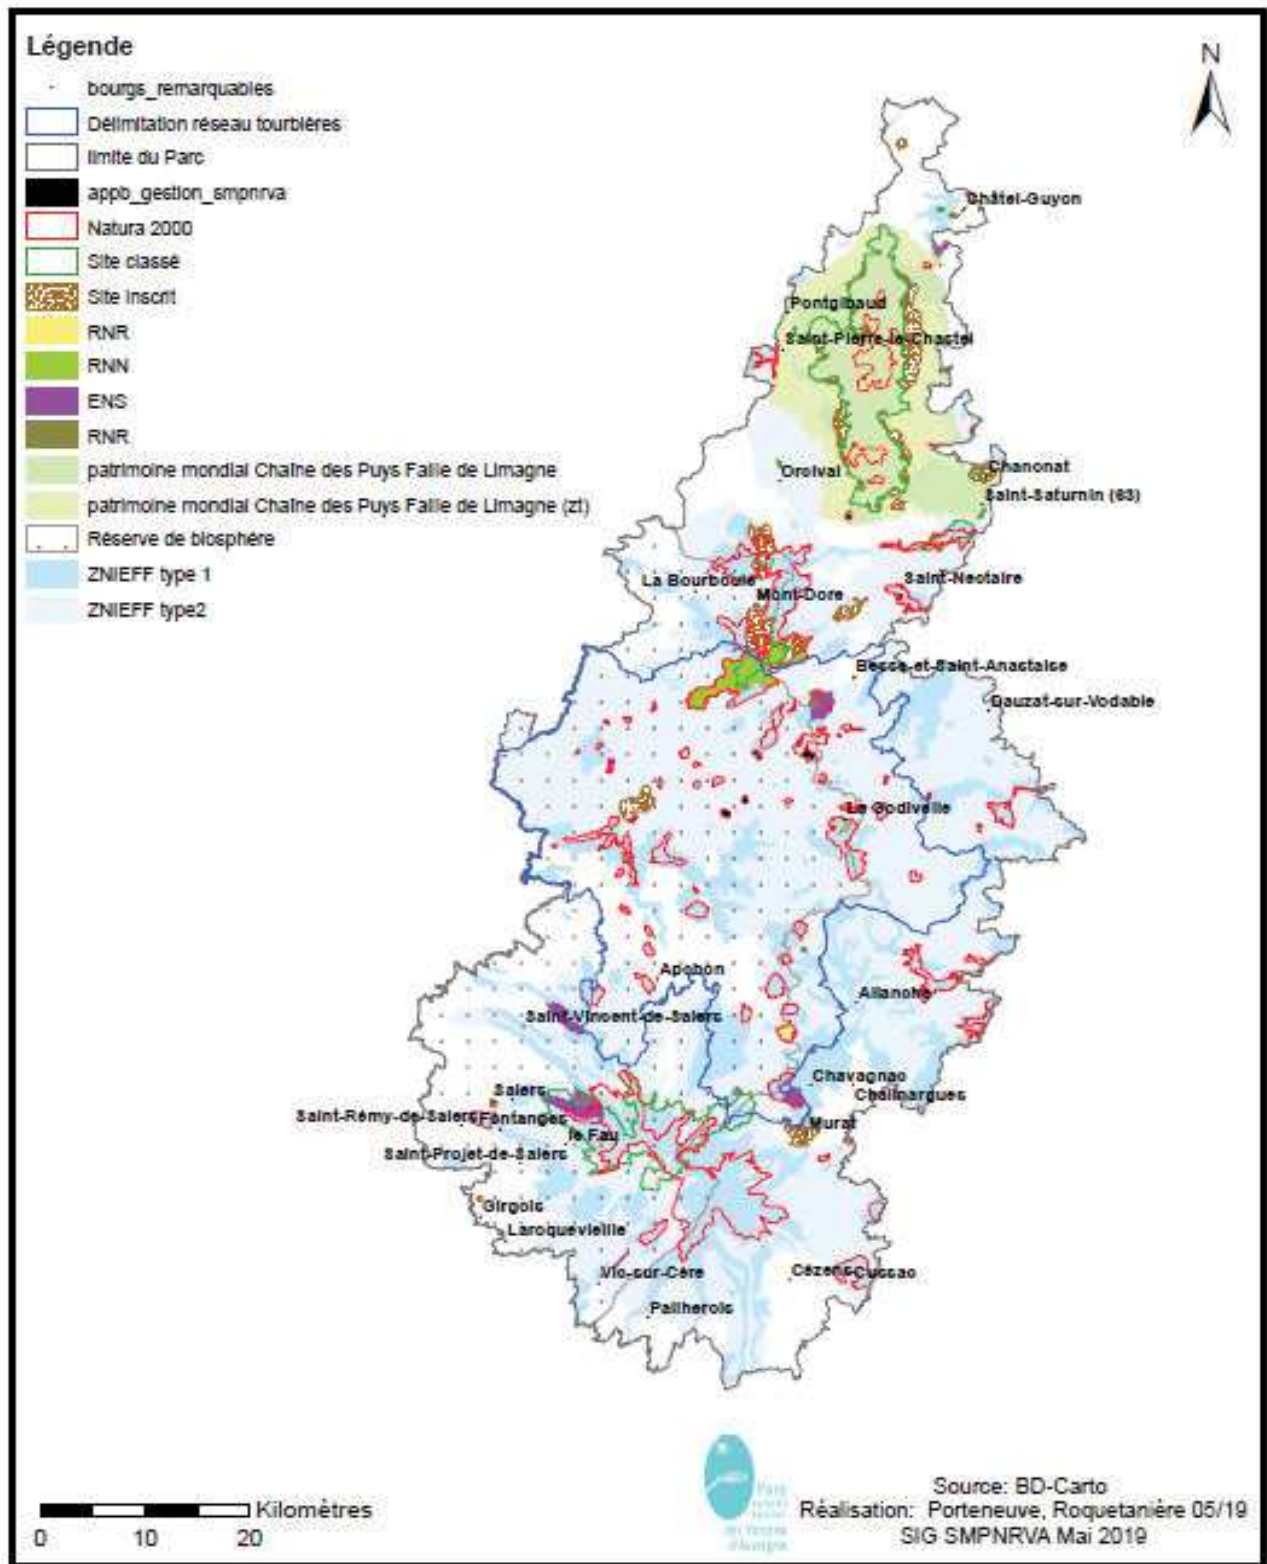 Légende
bourgs_remarquables
Délimitation réseau tourbières
limite du Parc
appb_gestion_smpnrva
Natura 2000
Site classé
Site inscrit
RNR
RNN
ENS
RNR
patrimoine mondial Chaîne des Puys Faille de Limagne
patrimoine mondial Chaîne des Puys Faille de Limagne (zt)
Réserve de biosphère
ZNIEFF type 1
ZNIEFF type2
N
Châtel-Guyon
Pontgibaud
Saint-Pierre-le-Chastel
Orcival
Chanonat
Saint-Saturnin (63)
La Bourboule
Mont-Dore
Saint-Nectaire
Besse-et-Saint-Anastaise
Dauzat-sur-Vodable
La Godivelle
Apchon
Allanche
Saint-Vincent-de-Salers
Chavagnac
Chalinargues
Salers
Saint-Rémy-de-Salers
Fontanges
le Fau
Murat
Saint-Projet-de-Salers
Girgols
Laroquevieille
Vic-sur-Cère
Cézens
Cussac
Pailherols
Kilomètres
0 10 20
Parc
Source: BD-Carto
Réalisation: Porteneuve, Roquetanière 05/19
SIG SMPNRVA Mai 2019